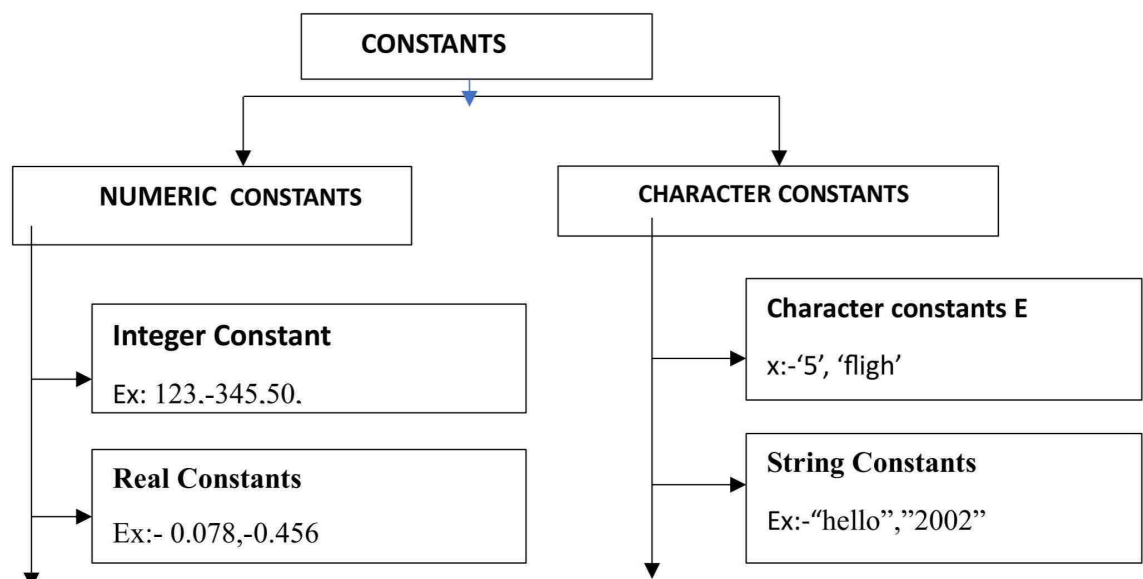 CONSTANTS
NUMERIC CONSTANTS
CHARACTER CONSTANTS
Integer Constant
Ex: 123,-345,50,
Real Constants
Ex:- 0.078,-0.456
Character constants E
x:-‘5’, ‘fligh’
String Constants
Ex:-“hello”,”2002”